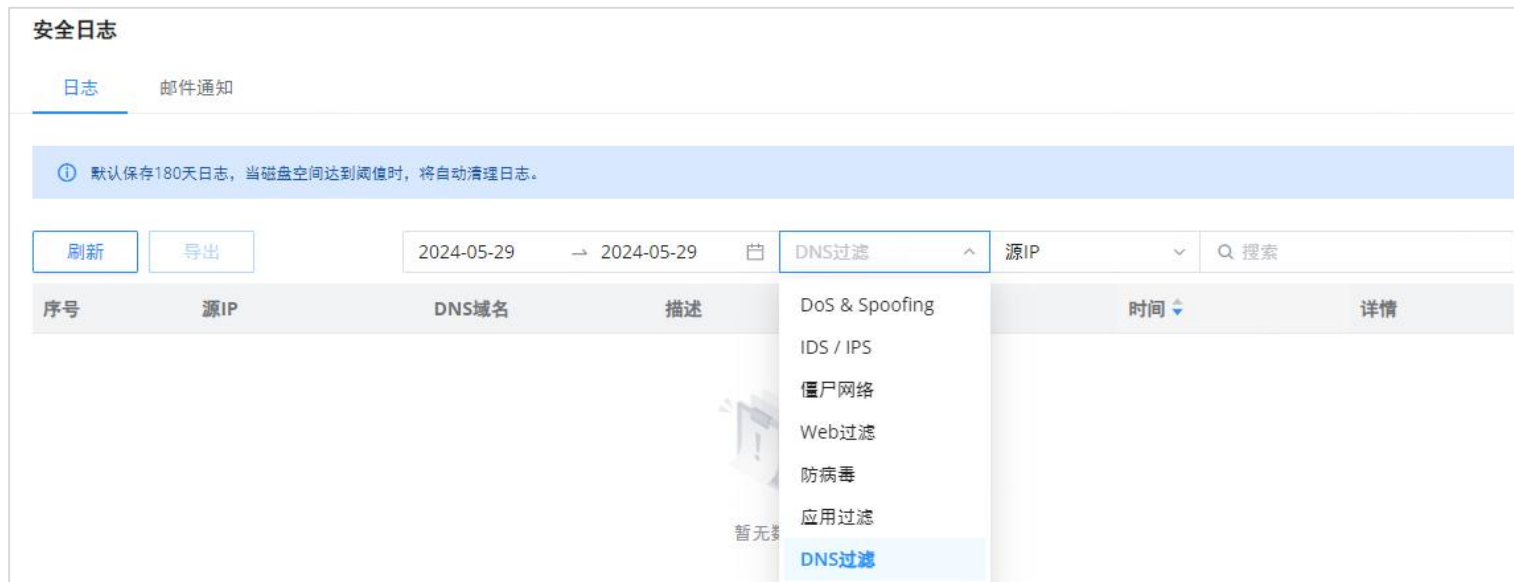 安全日志
日志 邮件通知
默认保存180天日志，当磁盘空间达到阈值时，将自动清理日志。
刷新 导出 2024-05-29 → 2024-05-29 DNS过滤 源IP 搜索
序号 源IP DNS域名 描述 时间 详情
DoS & Spoofing
IDS / IPS
僵尸网络
Web过滤
防病毒
应用过滤
暂无
DNS过滤